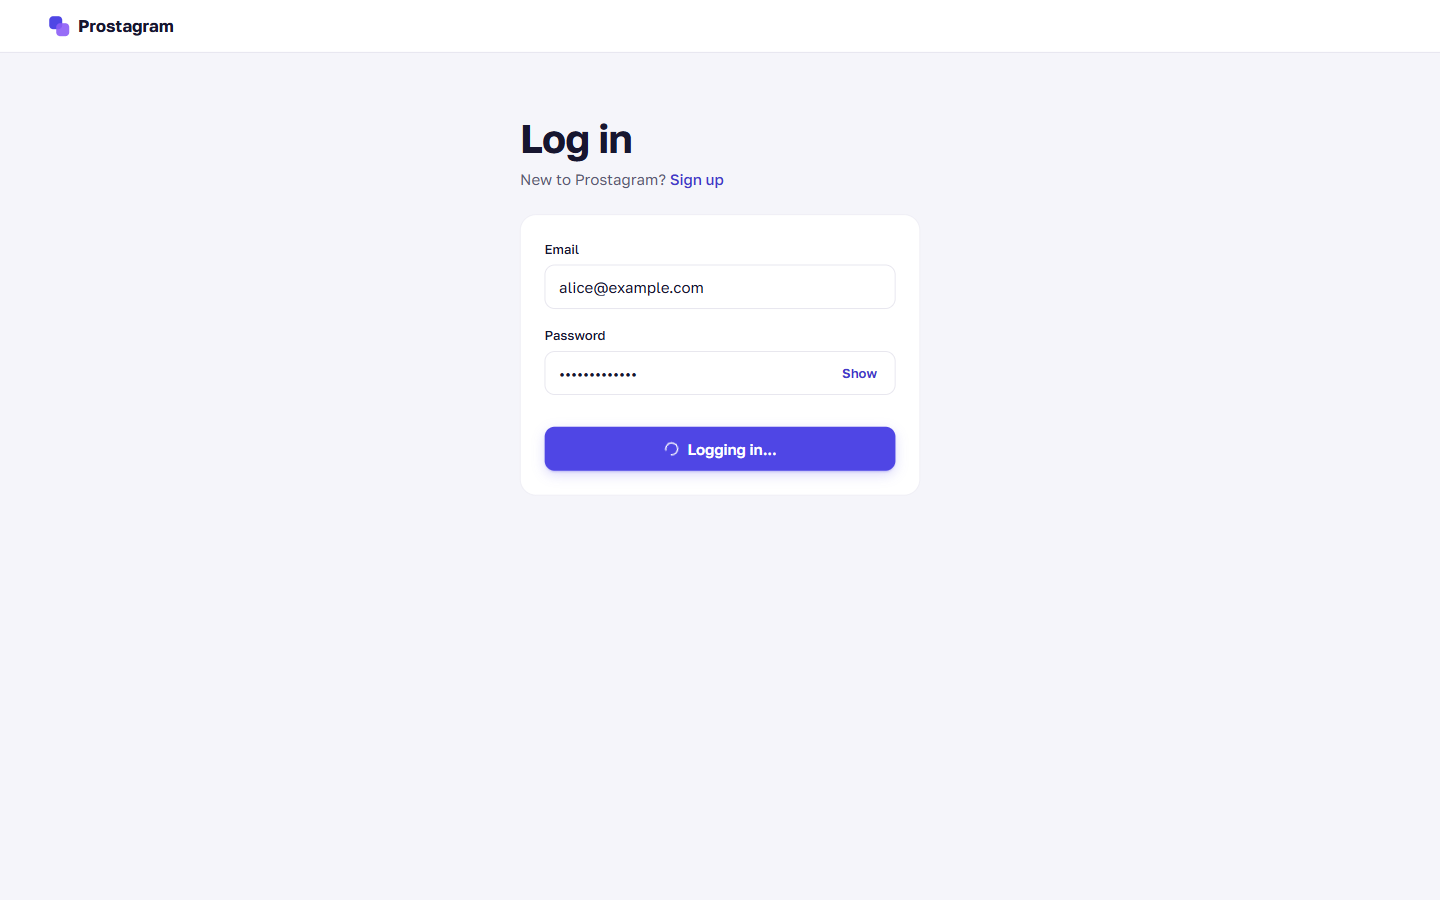 Prostagram
Log in
New to Prostagram? Sign up
Email
alice@example.com
Password
•••••••••••••
Show
Logging in...